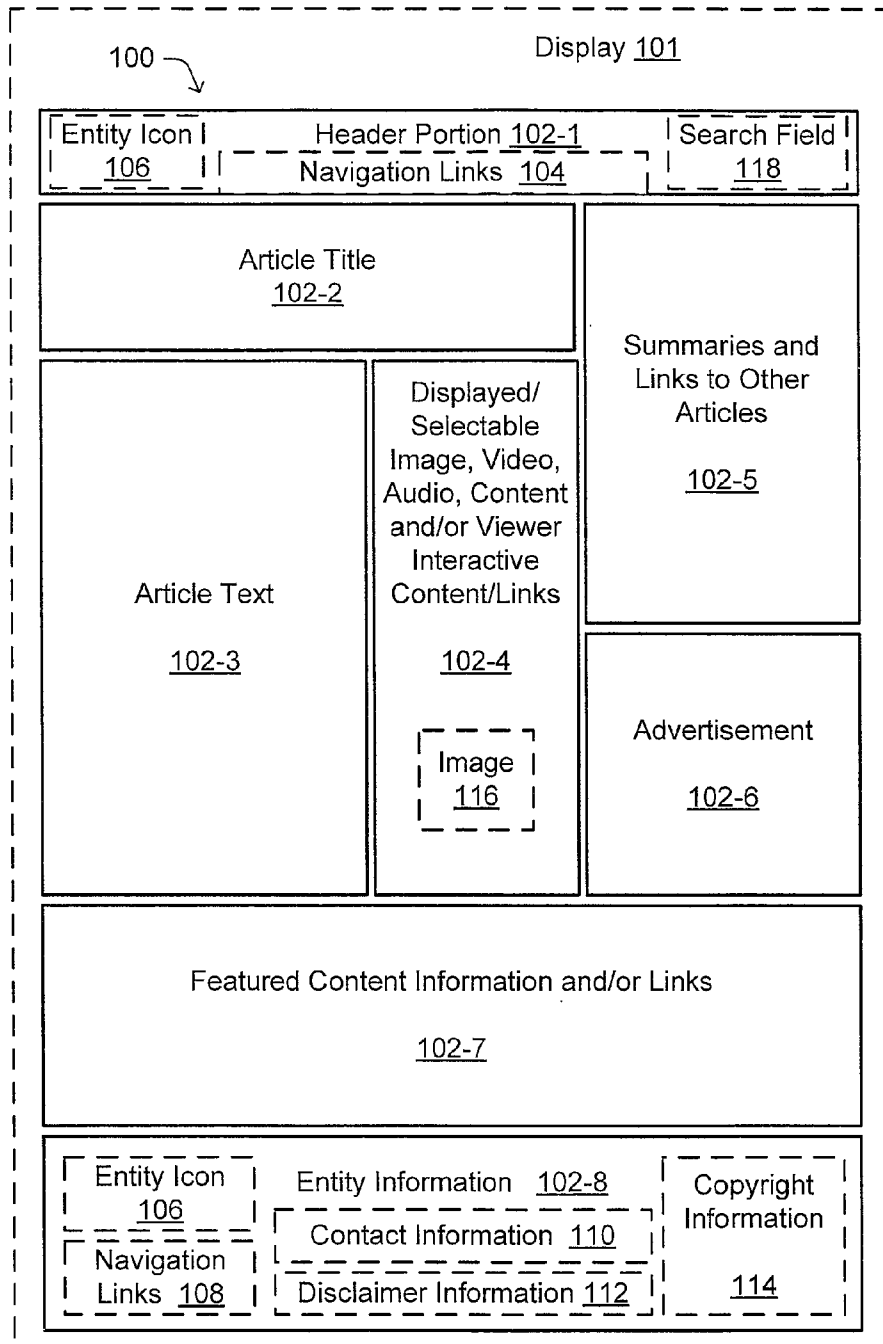 Display 101
100
Entity Icon
106
Header Portion 102-1
Navigation Links 104
Search Field
118
Article Title
102-2
Summaries and
Links to Other
Articles
102-5
Article Text
102-3
Displayed/
Selectable
Image, Video,
Audio, Content
and/or Viewer
Interactive
Content/Links
102-4
Image
116
Advertisement
102-6
Featured Content Information and/or Links
102-7
Entity Icon
106
Navigation
Links 108
Entity Information 102-8
Contact Information 110
Disclaimer Information 112
Copyright
Information
114